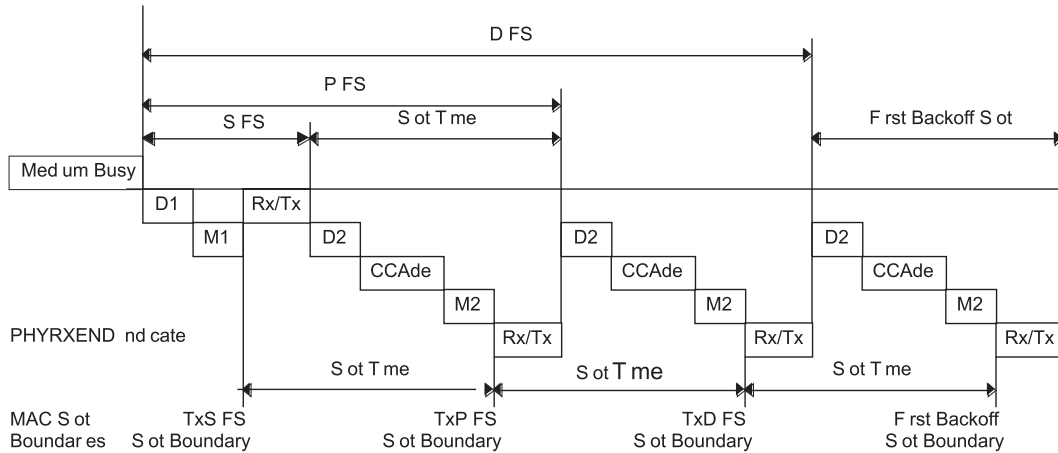 D FS
P FS
S FS
S ot T me
F rst Backoff S ot
Med um Busy
D1
Rx/Tx
M1
D2
D2
D2
CCAde
CCAde
CCAde
M2
M2
M2
PHYRXEND nd cate
Rx/Tx
Rx/Tx
Rx/Tx
S ot T me
S ot T me
S ot T me
MAC S ot
Boundar es
TxS FS
S ot Boundary
TxP FS
S ot Boundary
TxD FS
S ot Boundary
F rst Backoff
S ot Boundary